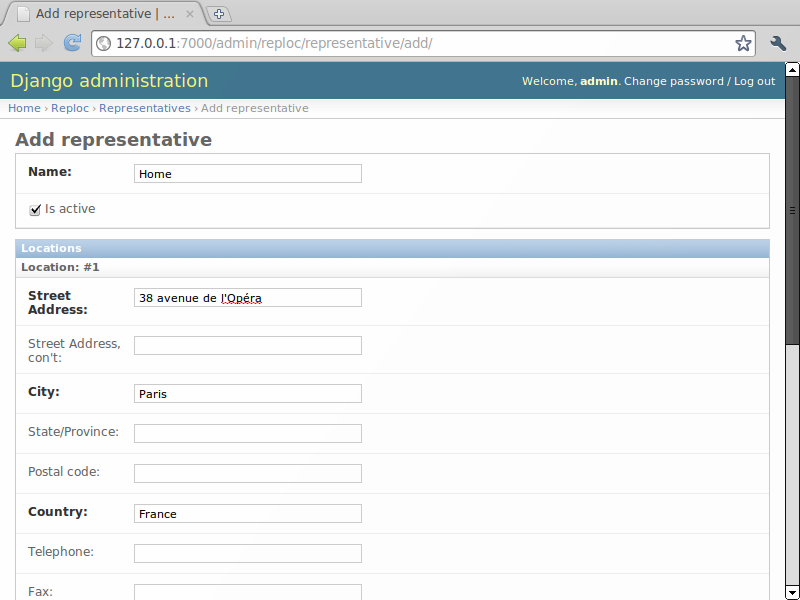 Add representative | ...
127.0.0.1:7000/admin/reploc/representative/add/
Django administration
Welcome, admin. Change password / Log out
Home › Reploc › Representatives › Add representative
Add representative
Name: Home
Is active
Locations
Location: #1
Street Address: 38 avenue de l'Opéra
Street Address, con't:
City: Paris
State/Province:
Postal code:
Country: France
Telephone:
Fax: